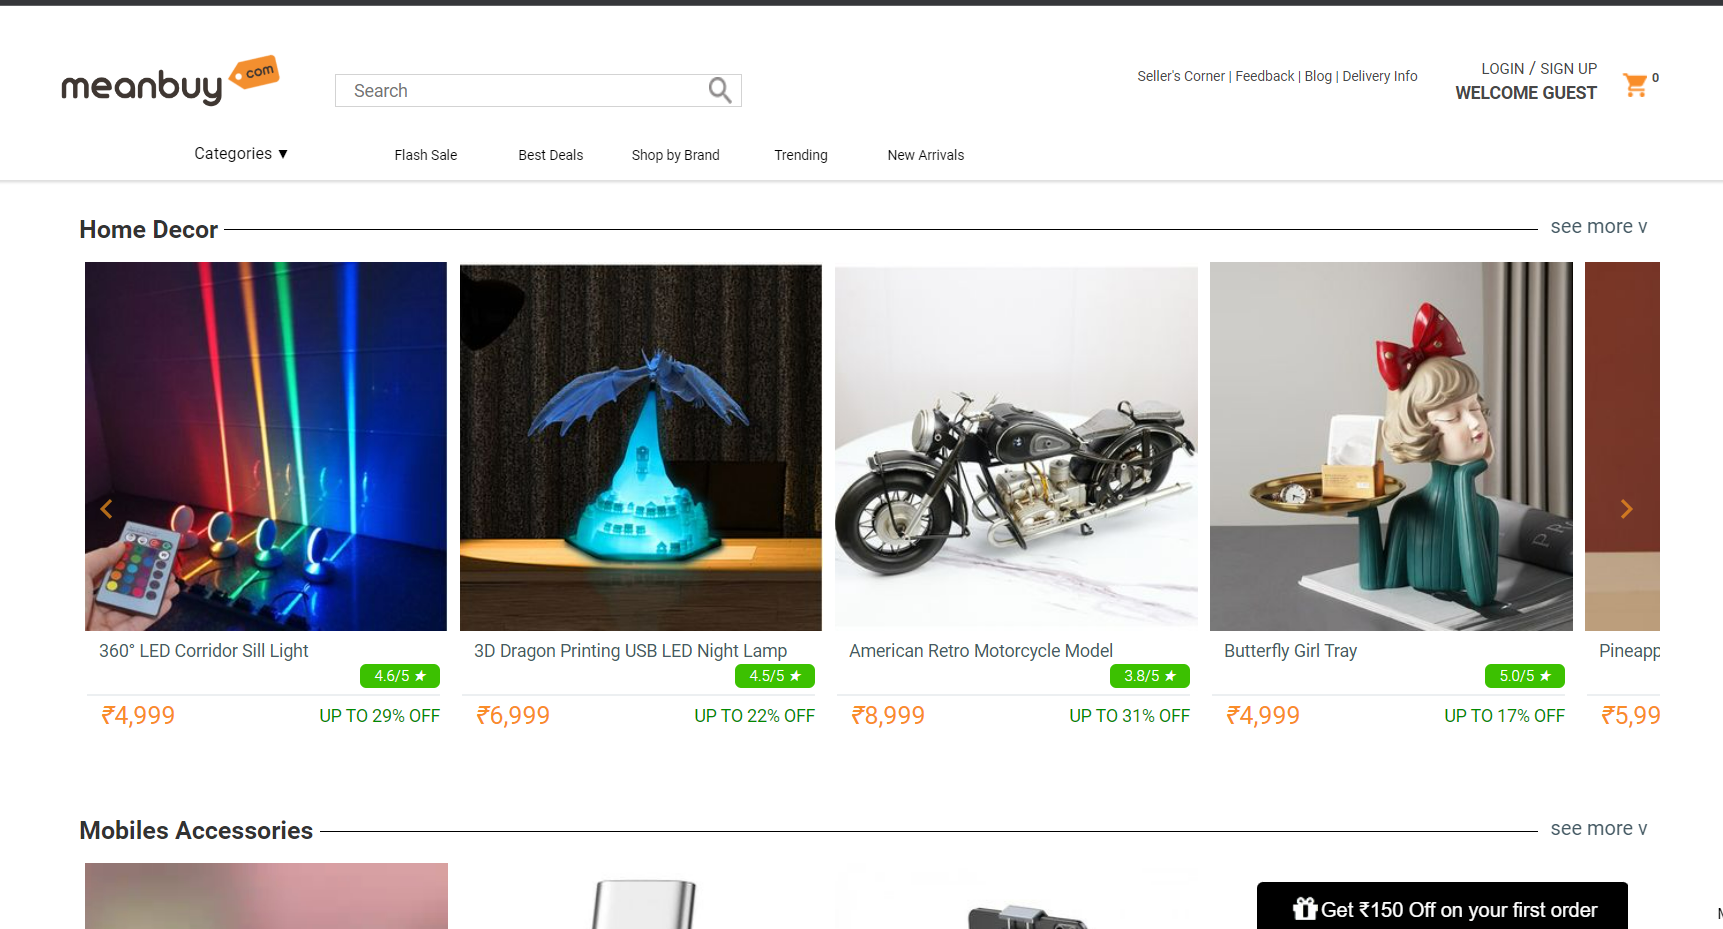 meanbuy com
Search
Seller's Corner | Feedback | Blog | Delivery Info
LOGIN / SIGN UP
WELCOME GUEST
0
Categories ▼
Flash Sale
Best Deals
Shop by Brand
Trending
New Arrivals
Home Decor
see more v
360° LED Corridor Sill Light
4.6/5 ★
₹4,999
UP TO 29% OFF
3D Dragon Printing USB LED Night Lamp
4.5/5 ★
₹6,999
UP TO 22% OFF
American Retro Motorcycle Model
3.8/5 ★
₹8,999
UP TO 31% OFF
Butterfly Girl Tray
5.0/5 ★
₹4,999
UP TO 17% OFF
Pineapp
₹5,99
Mobiles Accessories
see more v
Get ₹150 Off on your first order